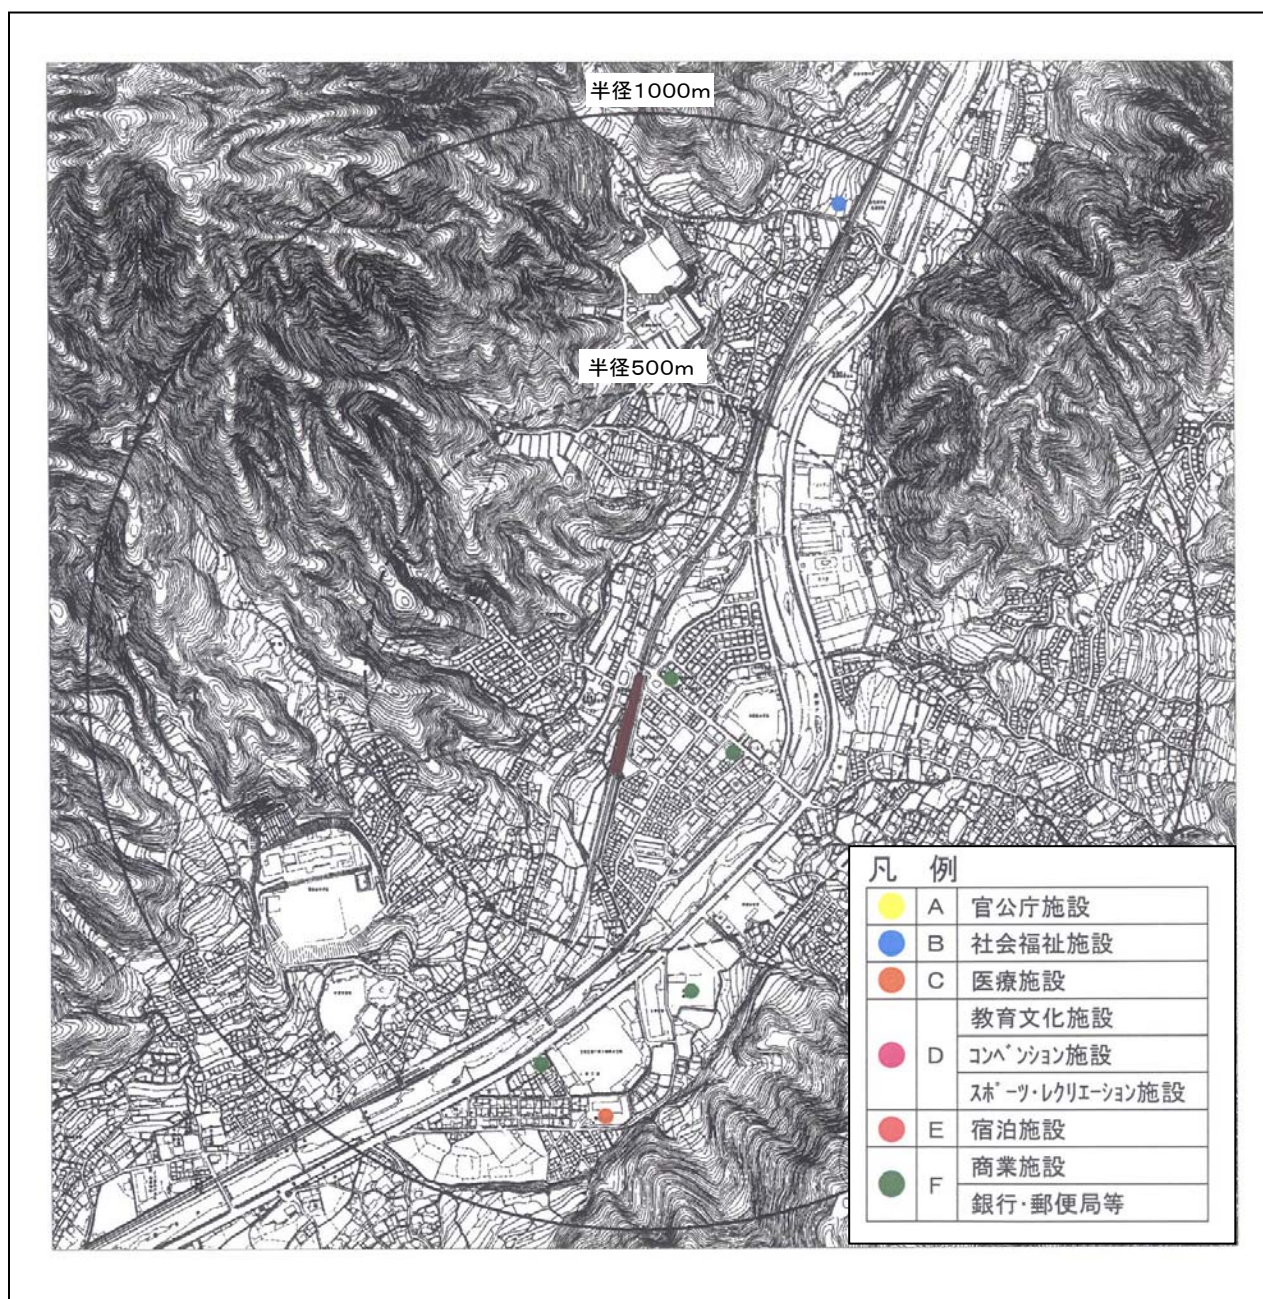 半径1000m
半径500m
凡 例
A 官公庁施設
B 社会福祉施設
C 医療施設
D 教育文化施設
コンベンション施設
スポーツ・レクリエーション施設
E 宿泊施設
F 商業施設
銀行・郵便局等